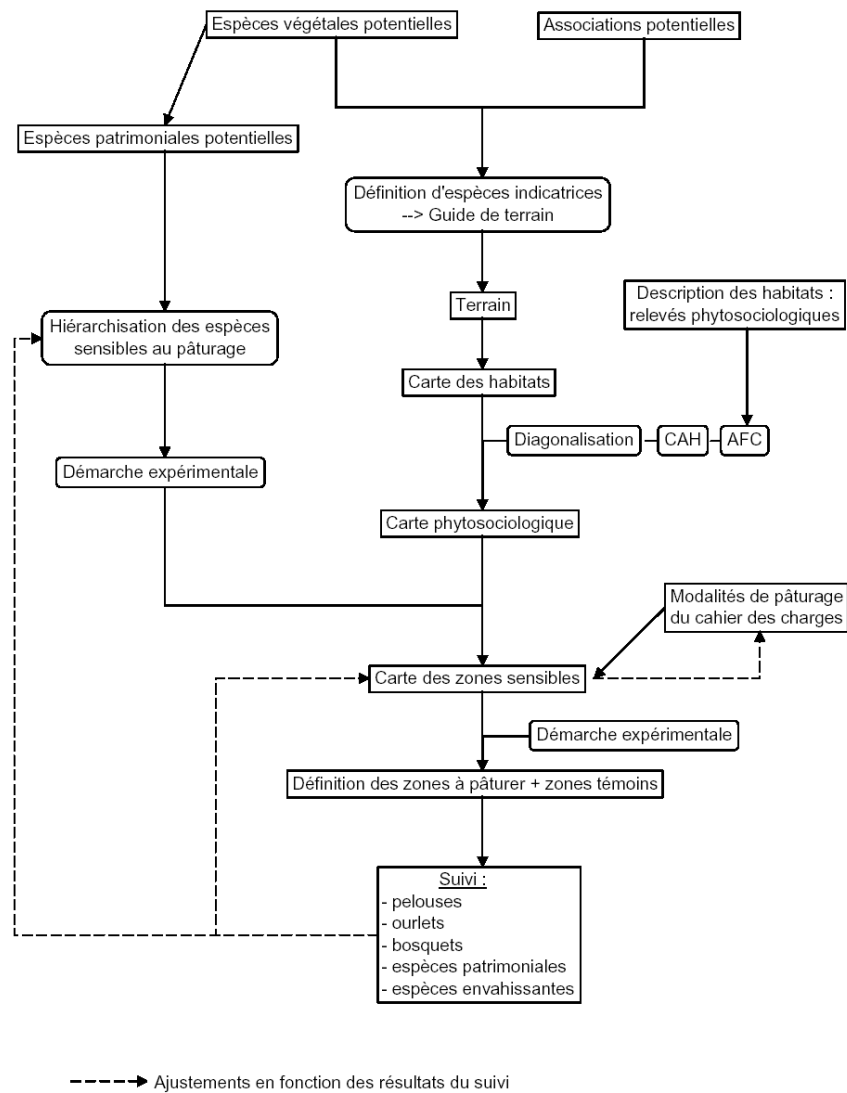 Espèces végétales potentielles
Associations potentielles
Espèces patrimoniales potentielles
Définition d'espèces indicatrices
--> Guide de terrain
Terrain
Description des habitats :
relevés phytosociologiques
Hiérarchisation des espèces
sensibles au pâturage
Carte des habitats
Diagonalisation
CAH
AFC
Démarche expérimentale
Carte phytosociologique
Modalités de pâturage
du cahier des charges
Carte des zones sensibles
Démarche expérimentale
Définition des zones à pâturer + zones témoins
Suivi :
- pelouses
- ourlets
- bosquets
- espèces patrimoniales
- espèces envahissantes
Ajustements en fonction des résultats du suivi